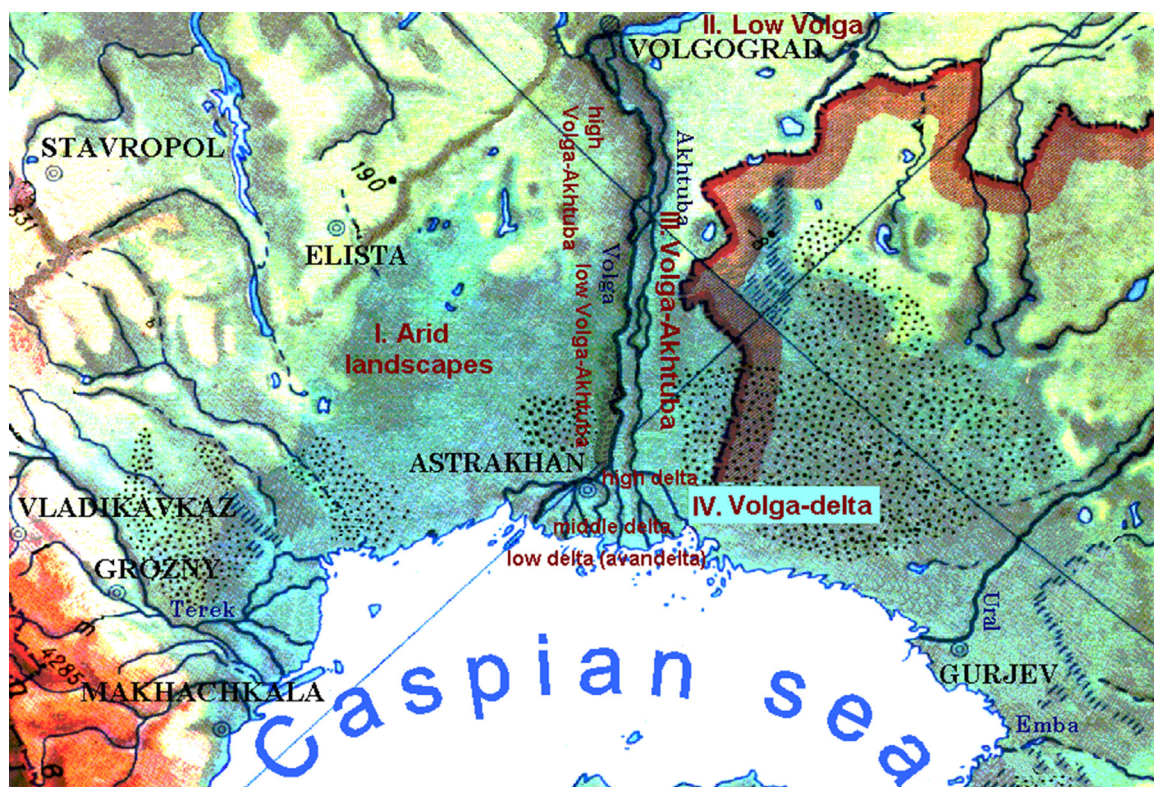 II. Low Volga
VOLGOGRAD
high
Volga-Akhtuba
Akhtuba
STAVROPOL
190
831
ELISTA
Volga
low Volga-Akhtuba
III. Volga-Akhtuba
-18
I. Arid
landscapes
ASTRAKHAN
high delta
IV. Volga-delta
middle delta
low delta (avandelta)
VLADIKAVKAZ
GROZNY
Terek
Ural
4285
MAKHACHKALA
GURJEV
Emba
Caspian sea